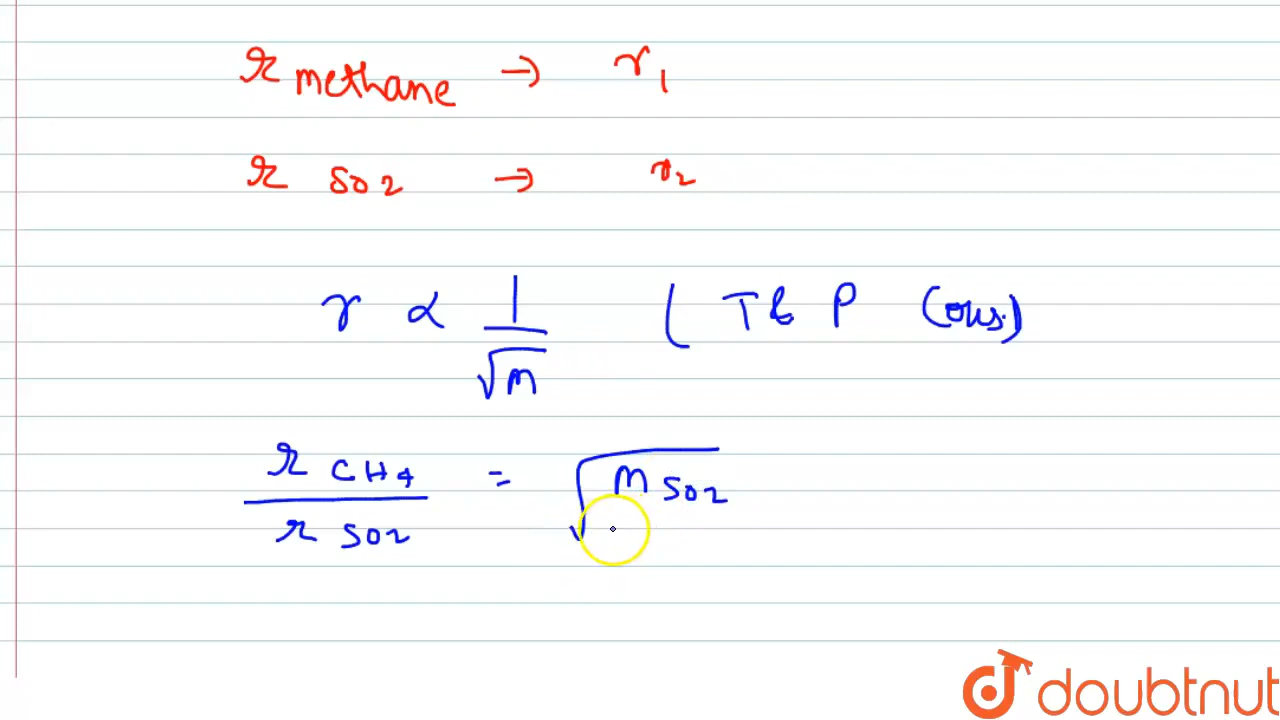 r methane → r₁
r SO₂ → r₂
r ∝ 1/√m ( T & P Cons.)
r CH₄ / r SO₂ = √m SO₂
doubtnut